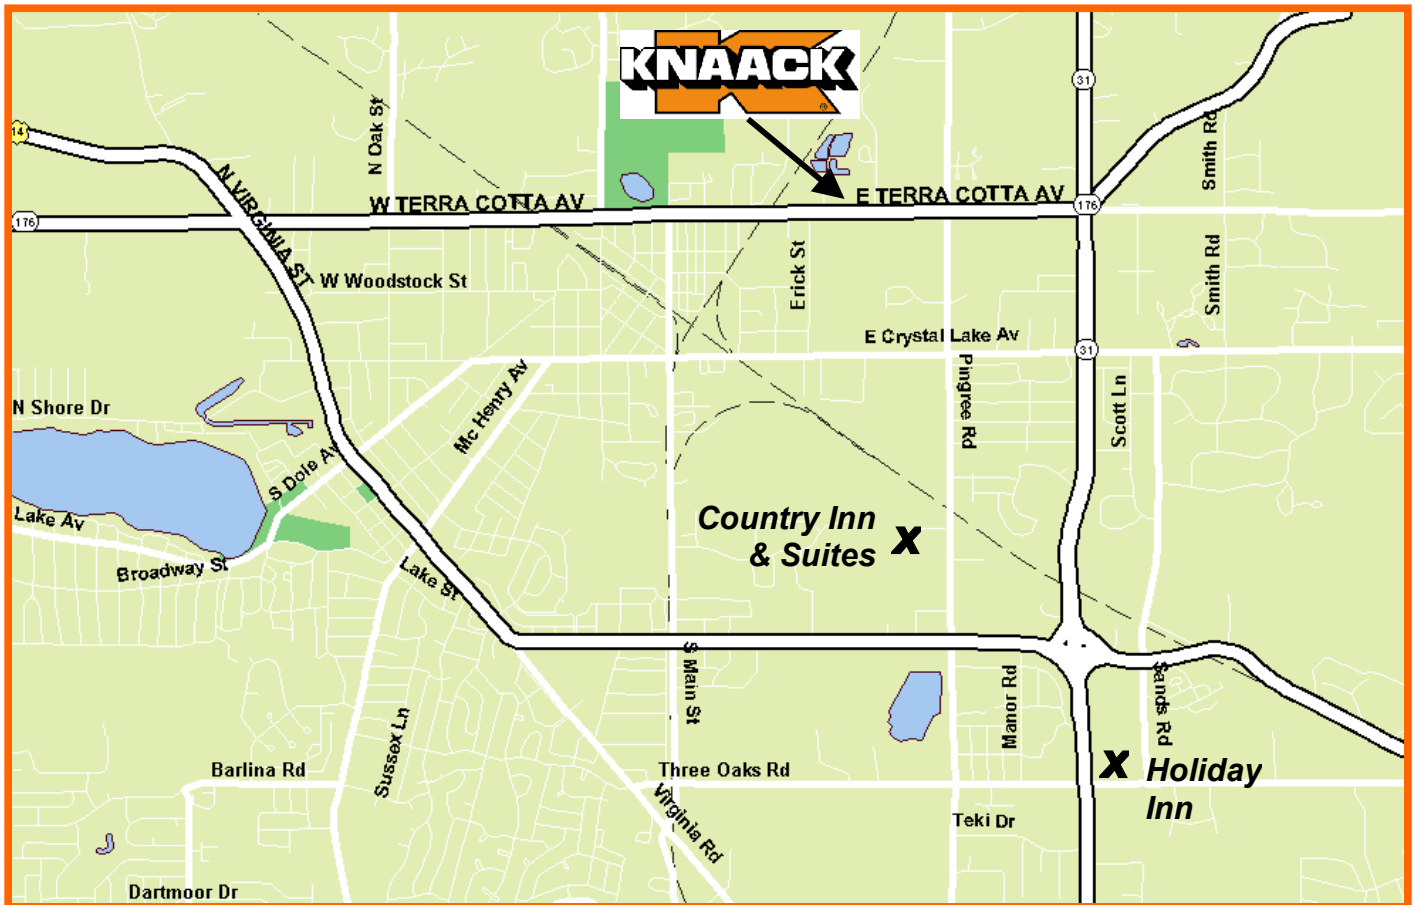 KNAACK
®
31
14
N Oak St
Smith Rd
N VIRGINIA ST
W TERRA COTTA AV
E TERRA COTTA AV
176
176
W Woodstock St
Erick St
Smith Rd
E Crystal Lake Av
31
Pingree Rd
Scott Ln
Mc Henry Av
N Shore Dr
S Dole Av
Lake Av
Country Inn
& Suites
X
Broadway St
Lake St
S Main St
Manor Rd
Sands Rd
Sussex Ln
Barlina Rd
Three Oaks Rd
X
Holiday
Inn
Virginia Rd
Teki Dr
Dartmoor Dr